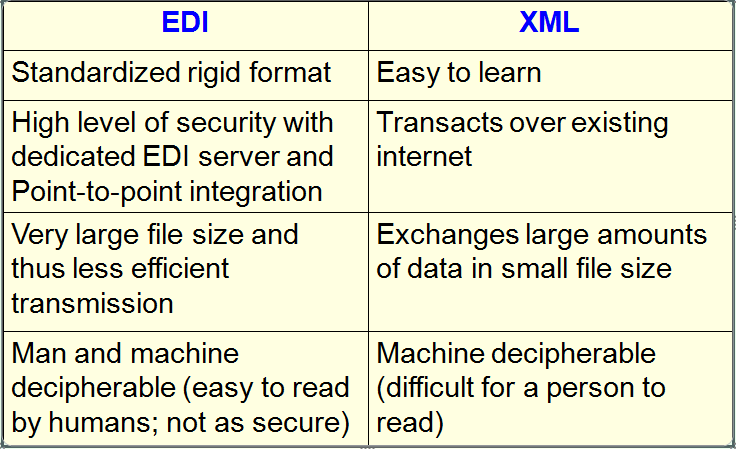 EDI XML
Standardized rigid format
Easy to learn
High level of security with
dedicated EDI server and
Point-to-point integration
Transacts over existing
internet
Very large file size and
thus less efficient
transmission
Exchanges large amounts
of data in small file size
Man and machine
decipherable (easy to read
by humans; not as secure)
Machine decipherable
(difficult for a person to
read)